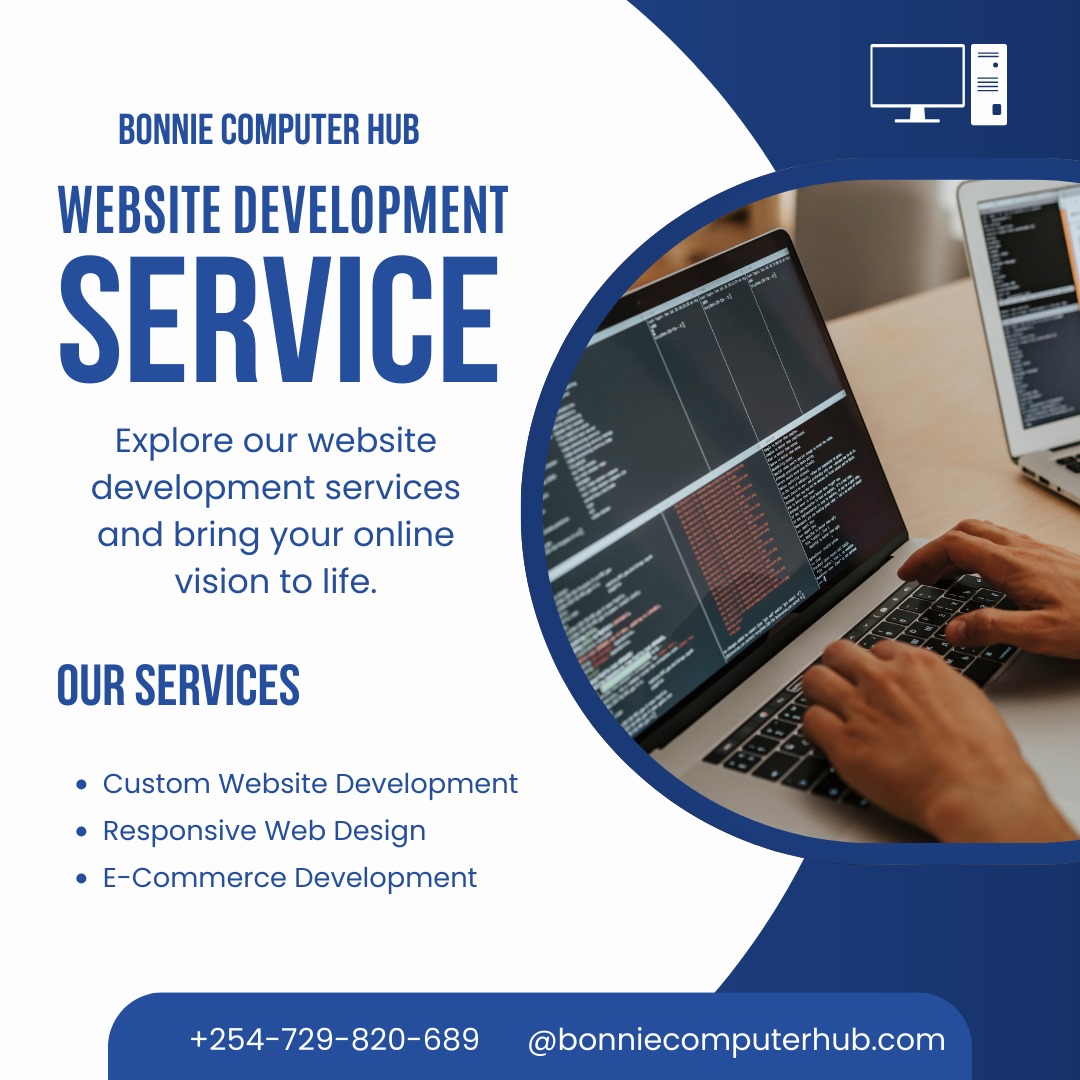 BONNIE COMPUTER HUB
WEBSITE DEVELOPMENT
SERVICE
Explore our website
development services
and bring your online
vision to life.
OUR SERVICES
• Custom Website Development
• Responsive Web Design
• E-Commerce Development
+254-729-820-689 @bonniecomputerhub.com